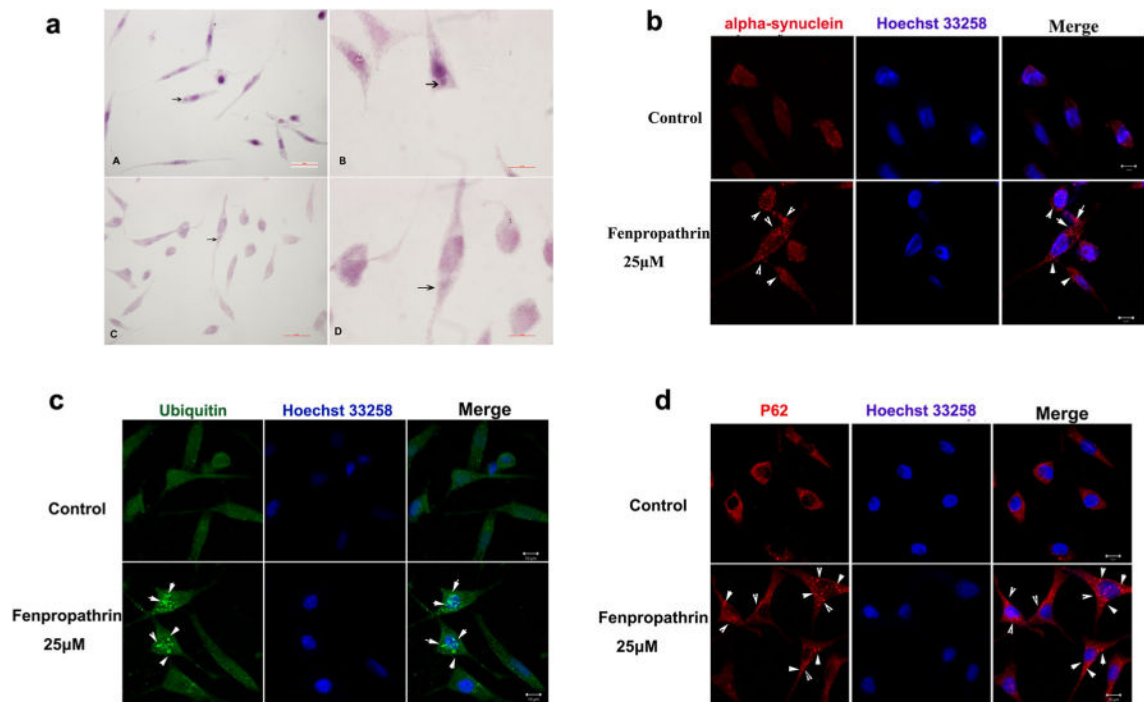 a
A
B
C
D
b
alpha-synuclein Hoechst 33258 Merge
Control
Fenpropathrin
25μM
c
Ubiquitin Hoechst 33258 Merge
Control
Fenpropathrin
25μM
d
P62 Hoechst 33258 Merge
Control
Fenpropathrin
25μM